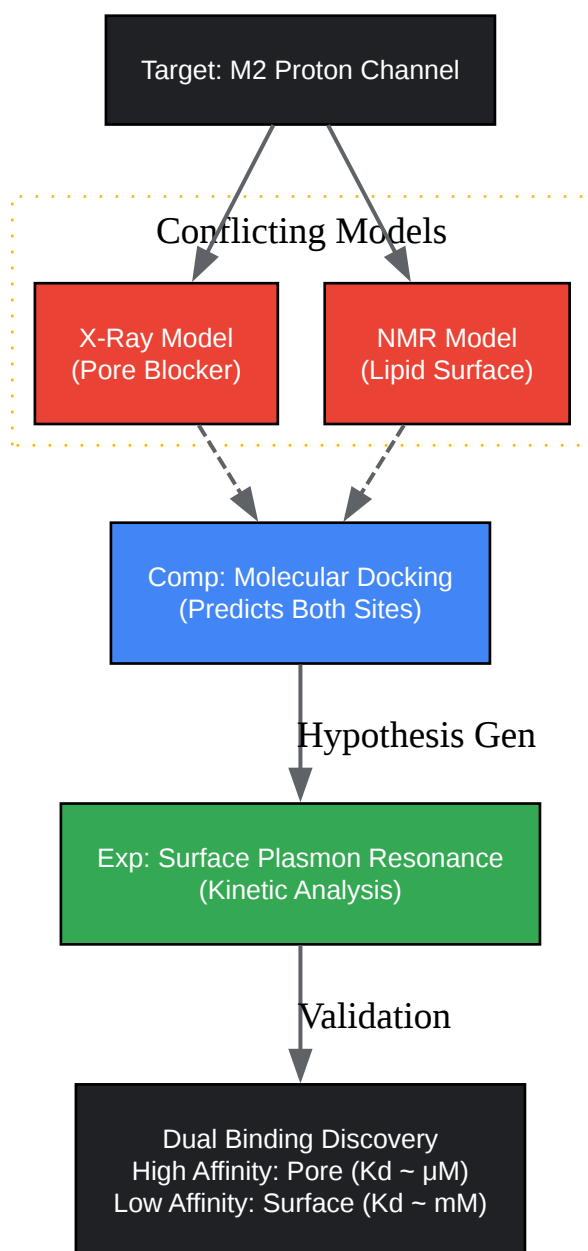 Target: M2 Proton Channel
Conflicting Models
X-Ray Model
(Pore Blocker)
NMR Model
(Lipid Surface)
Comp: Molecular Docking
(Predicts Both Sites)
Hypothesis Gen
Exp: Surface Plasmon Resonance
(Kinetic Analysis)
Validation
Dual Binding Discovery
High Affinity: Pore (Kd ~ μM)
Low Affinity: Surface (Kd ~ mM)